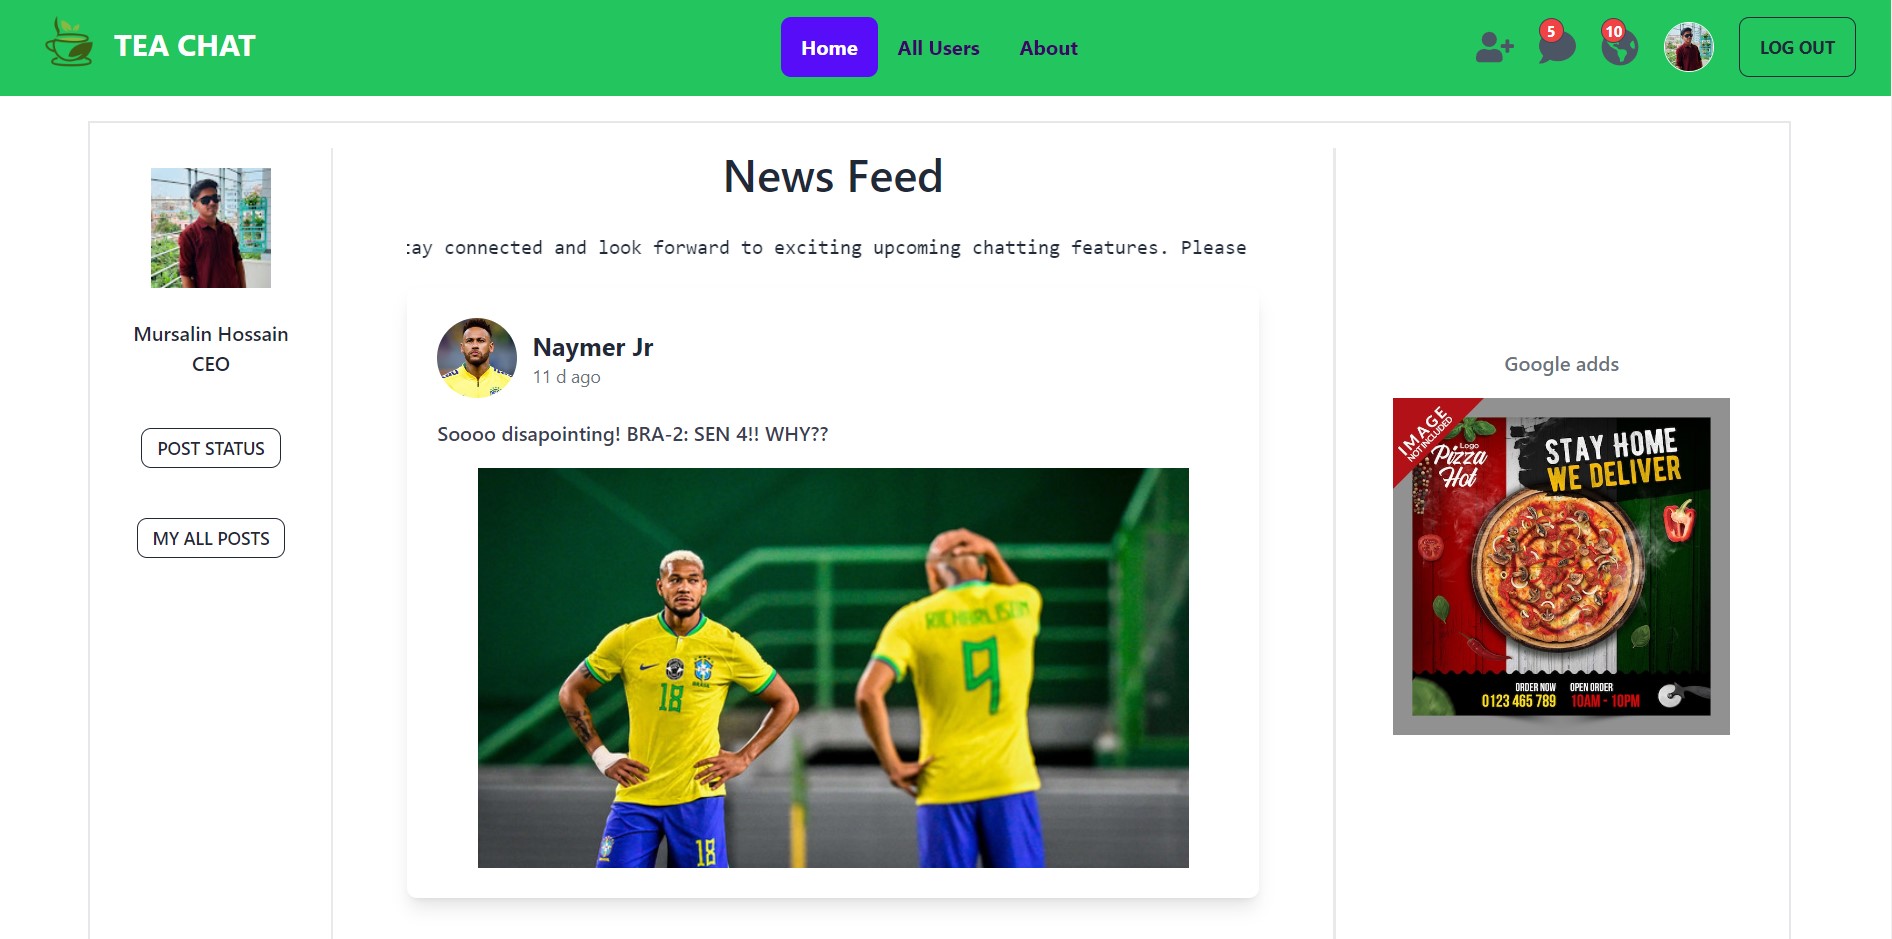 TEA CHAT
Home
All Users
About
5
10
LOG OUT
Mursalin Hossain
CEO
POST STATUS
MY ALL POSTS
News Feed
tay connected and look forward to exciting upcoming chatting features. Please
Naymer Jr
11 d ago
Soooo disapointing! BRA-2: SEN 4!! WHY??
18
BRASIL
18
RICHARLISON
9
Google adds
IMAGE
NOT INCLUDED
Logo
Pizza
Hot
STAY HOME
WE DELIVER
ORDER NOW
0123 465 789
OPEN ORDER
10AM - 10PM